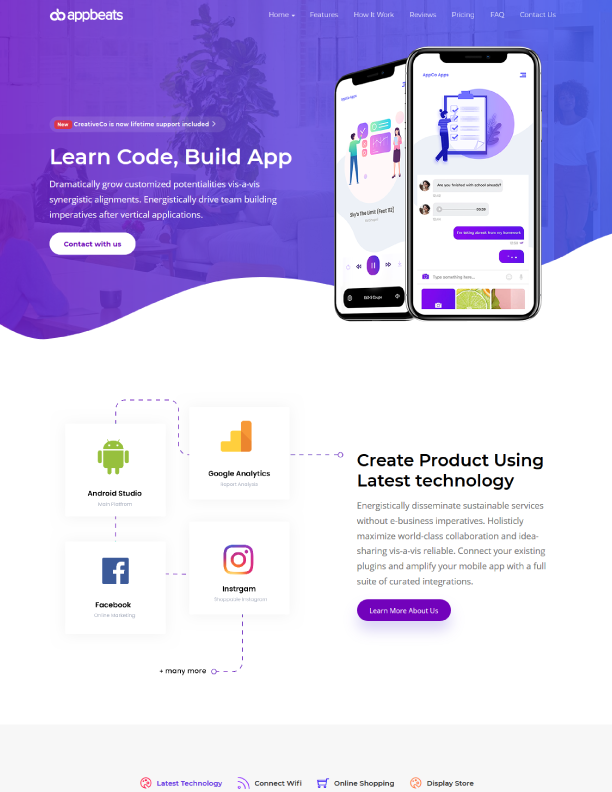 appbeats
Home Features How It Work Reviews Pricing FAQ Contact Us
New CreativeCo is now lifetime support included >
Learn Code, Build App
Dramatically grow customized potentialities vis-a-vis
synergistic alignments. Energistically drive team building
imperatives after vertical applications.
Contact with us
AppCo Apps
Are you finished with school already?
00:09
I'm taking abreak from my homework
Type something here...
Android Studio
Google Analytics
Report Analysis
Facebook
Online Marketing
Instrgam
+ many more
Create Product Using
Latest technology
Energistically disseminate sustainable services
without e-business imperatives. Holisticly
maximize world-class collaboration and idea-
sharing vis-a-vis reliable. Connect your existing
plugins and amplify your mobile app with a full
suite of curated integrations.
Learn More About Us
Latest Technology
Connect Wifi
Online Shopping
Display Store